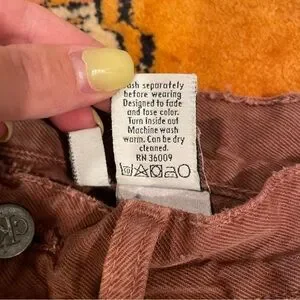 ash separately
before wearing
Designed to fade
and lose color.
Turn inside out
Machine wash
warm. Can be dry
cleaned.
RN 36009